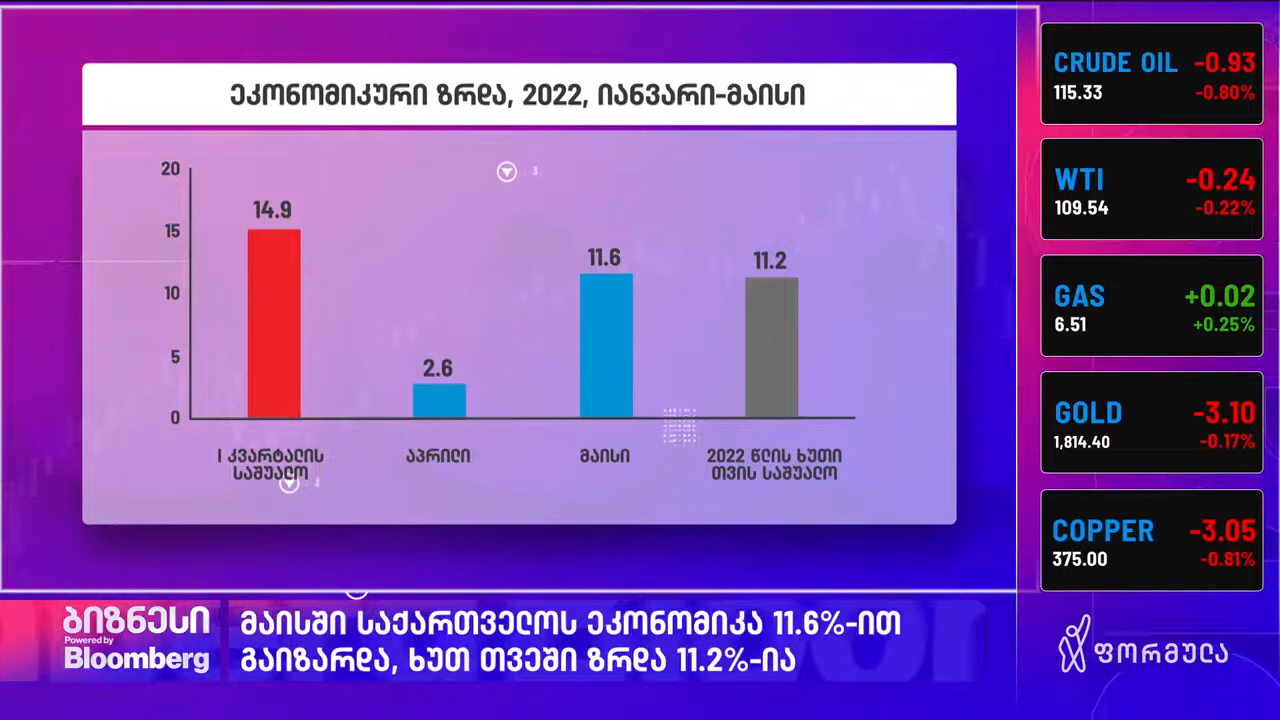 ეკონომიკური ზრდა, 2022, იანვარი-მაისი
20
15
10
5
0
14.9
2.6
11.6
11.2
I კვარტალის
საშუალო
აპრილი
მაისი
2022 წლის ხუთი
თვის საშუალო
CRUDE OIL -0.93
115.33 -0.80%
WTI -0.24
109.54 -0.22%
GAS +0.02
6.51 +0.25%
GOLD -3.10
1,814.40 -0.17%
COPPER -3.05
375.00 -0.81%
ბიზნესი
Powered by
Bloomberg
მაისში საქართველოს ეკონომიკა 11.6%-ით
გაიზარდა, ხუთ თვეში ზრდა 11.2%-ია
ფორმულა